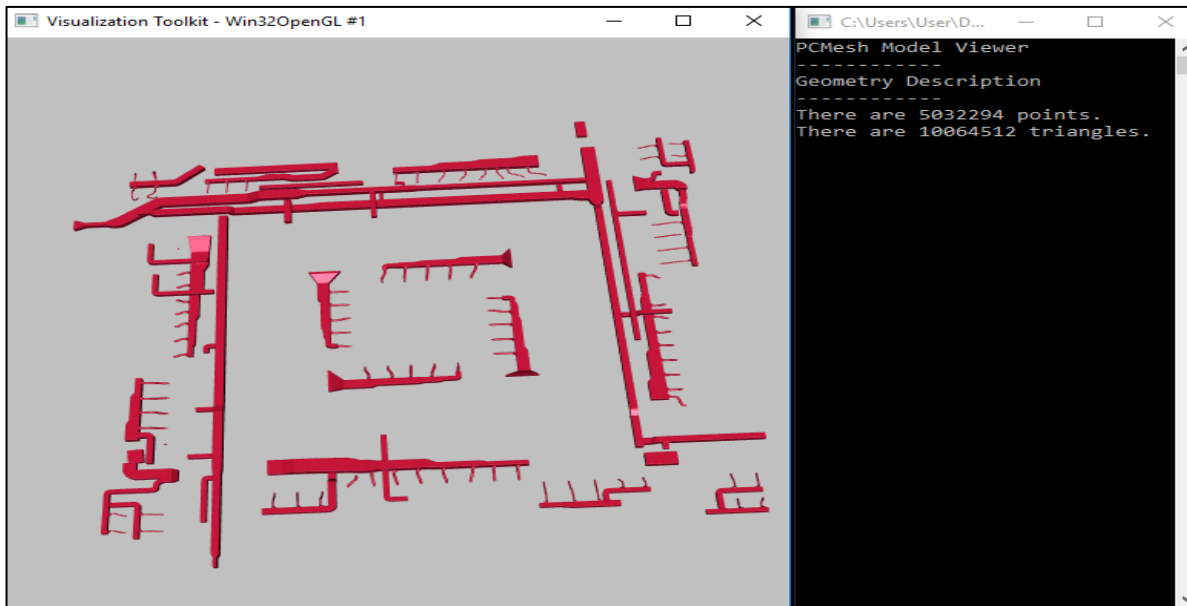 Visualization Toolkit - Win32OpenGL #1
C:\Users\User\D...
PCMesh Model Viewer
------------
Geometry Description
------------
There are 5032294 points.
There are 10064512 triangles.